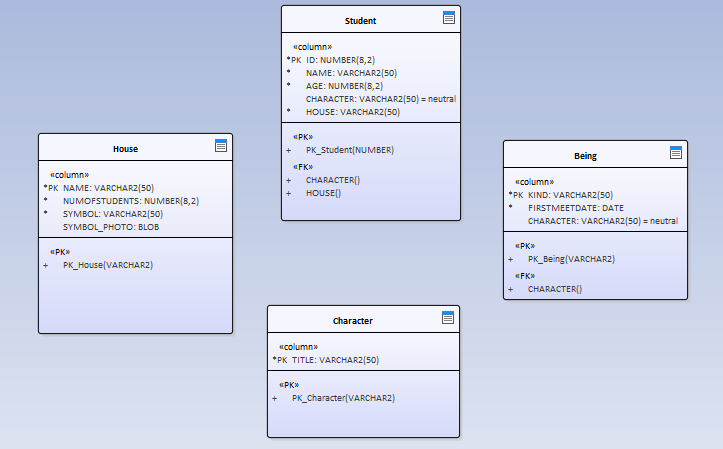 Student
«column»
*PK ID: NUMBER(8,2)
* NAME: VARCHAR2(50)
* AGE: NUMBER(8,2)
CHARACTER: VARCHAR2(50) = neutral
* HOUSE: VARCHAR2(50)
«PK»
+ PK_Student(NUMBER)
«FK»
+ CHARACTER()
+ HOUSE()
House
«column»
*PK NAME: VARCHAR2(50)
* NUMOFSTUDENTS: NUMBER(8,2)
* SYMBOL: VARCHAR2(50)
SYMBOL_PHOTO: BLOB
«PK»
+ PK_House(VARCHAR2)
Being
«column»
*PK KIND: VARCHAR2(50)
* FIRSTMEETDATE: DATE
CHARACTER: VARCHAR2(50) = neutral
«PK»
+ PK_Being(VARCHAR2)
«FK»
+ CHARACTER()
Character
«column»
*PK TITLE: VARCHAR2(50)
«PK»
+ PK_Character(VARCHAR2)